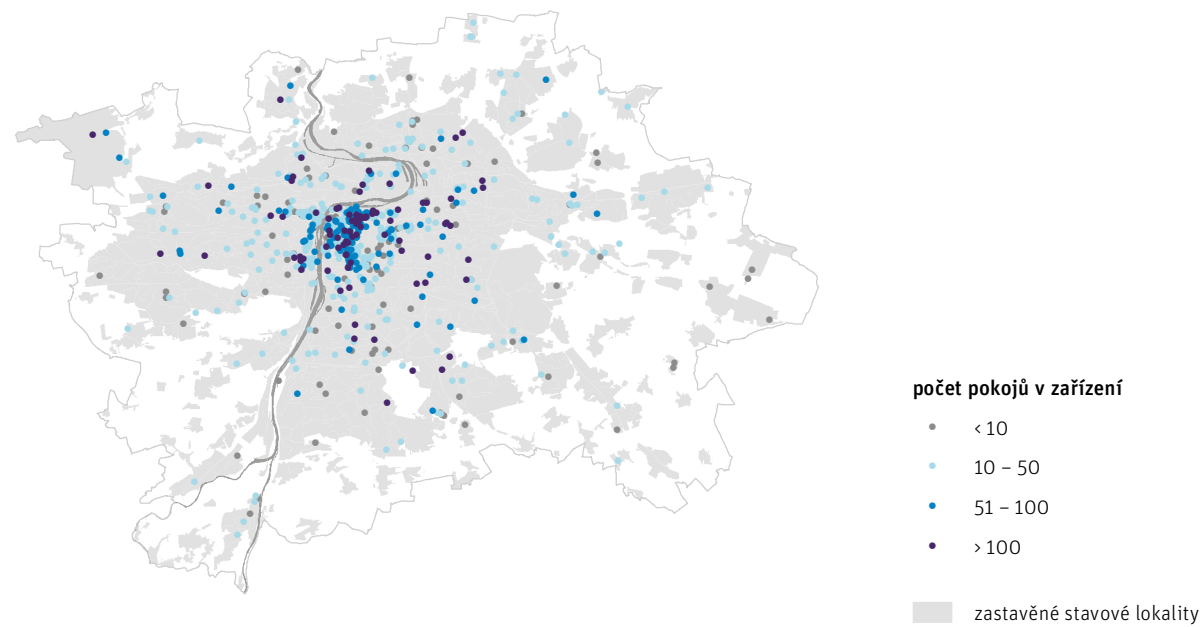 počet pokojů v zařízení
< 10
10 – 50
51 – 100
> 100
zastavěné stavové lokality